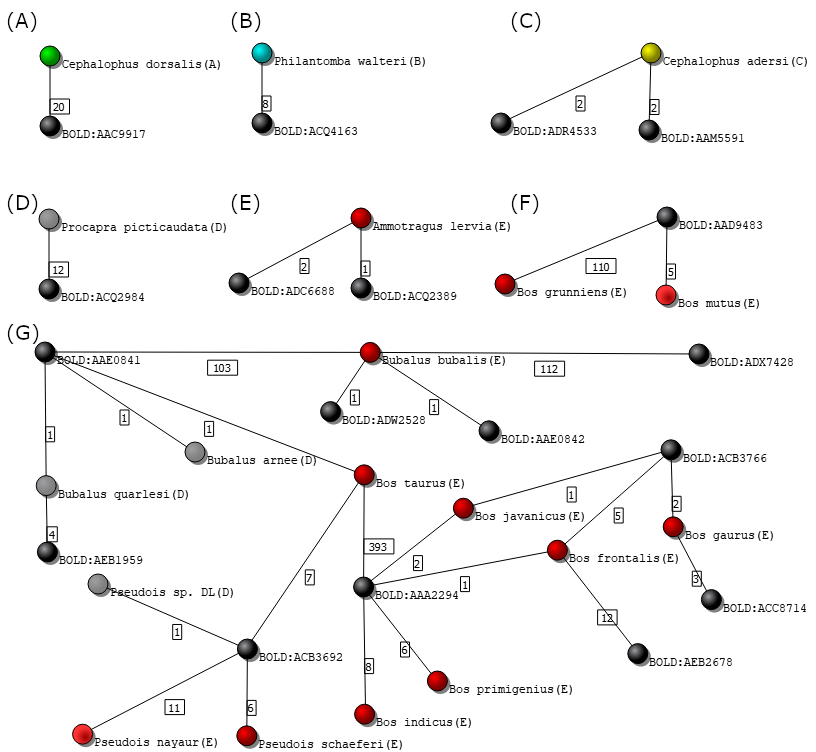 (A)
(B)
(C)
Cephalophus dorsalis(A)
Philantomba walteri(B)
Cephalophus adersi(C)
20
8
2
2
BOLD:AAC9917
BOLD:ACQ4163
BOLD:ADR4533
BOLD:AAM5591
(D)
(E)
(F)
Procapra picticaudata(D)
Ammotragus lervia(E)
BOLD:AAD9483
12
2
1
110
5
BOLD:ACQ2984
BOLD:ADC6688
BOLD:ACQ2389
Bos grunniens(E)
Bos mutus(E)
(G)
BOLD:AAE0841
Bubalus bubalis(E)
BOLD:ADX7428
103
112
1
1
1
1
1
BOLD:ADW2528
BOLD:AAE0842
Bubalus arnee(D)
BOLD:ACB3766
Bos taurus(E)
Bubalus quarlesi(D)
1
2
5
Bos javanicus(E)
Bos gaurus(E)
4
393
BOLD:AEB1959
Bos frontalis(E)
2
7
1
3
Pseudois sp. DL(D)
BOLD:AAA2294
BOLD:ACC8714
12
1
6
BOLD:ACB3692
8
BOLD:AEB2678
Bos primigenius(E)
11
6
Bos indicus(E)
Pseudois nayaur(E)
Pseudois schaeferi(E)